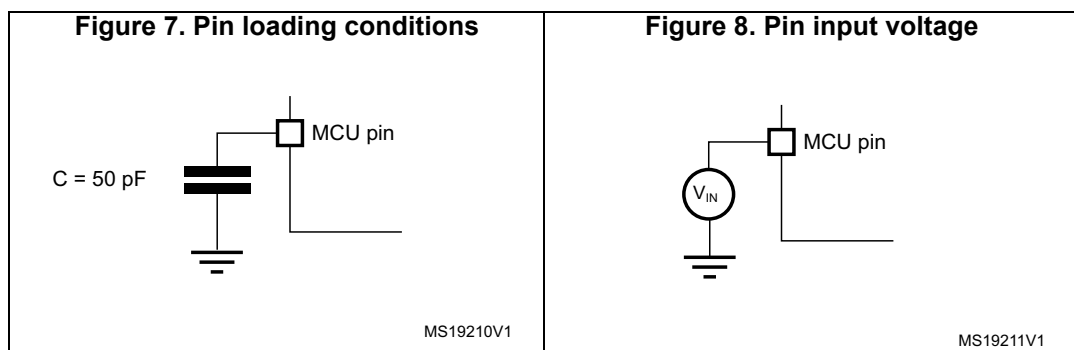 Figure 7. Pin loading conditions
MCU pin
C = 50 pF
MS19210V1
Figure 8. Pin input voltage
MCU pin
VIN
MS19211V1